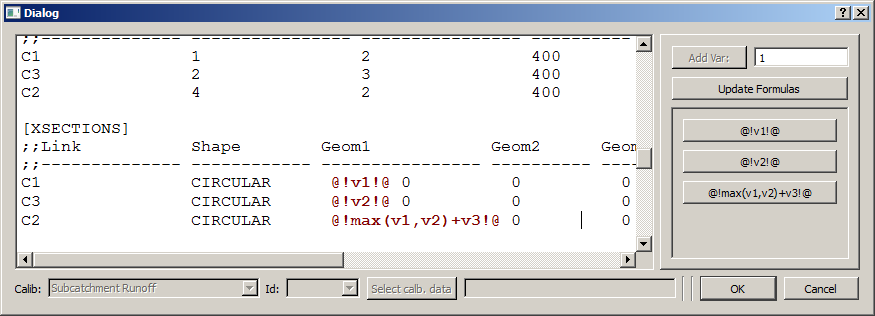 Dialog
;;-------------- --------------- ---------------- ----------
C1 1 2 400
C3 2 3 400
C2 4 2 400
[XSECTIONS]
;;Link Shape Geom1 Geom2 Geom
;;-------------- ------------ ---------------- ---------- ----
C1 CIRCULAR @!v1!@ 0 0 0
C3 CIRCULAR @!v2!@ 0 0 0
C2 CIRCULAR @!max(v1,v2)+v3!@ 0 0
Add Var: 1
Update Formulas
@!v1!@
@!v2!@
@!max(v1,v2)+v3!@
Calib: Subcatchment Runoff Id: Select calb. data OK Cancel